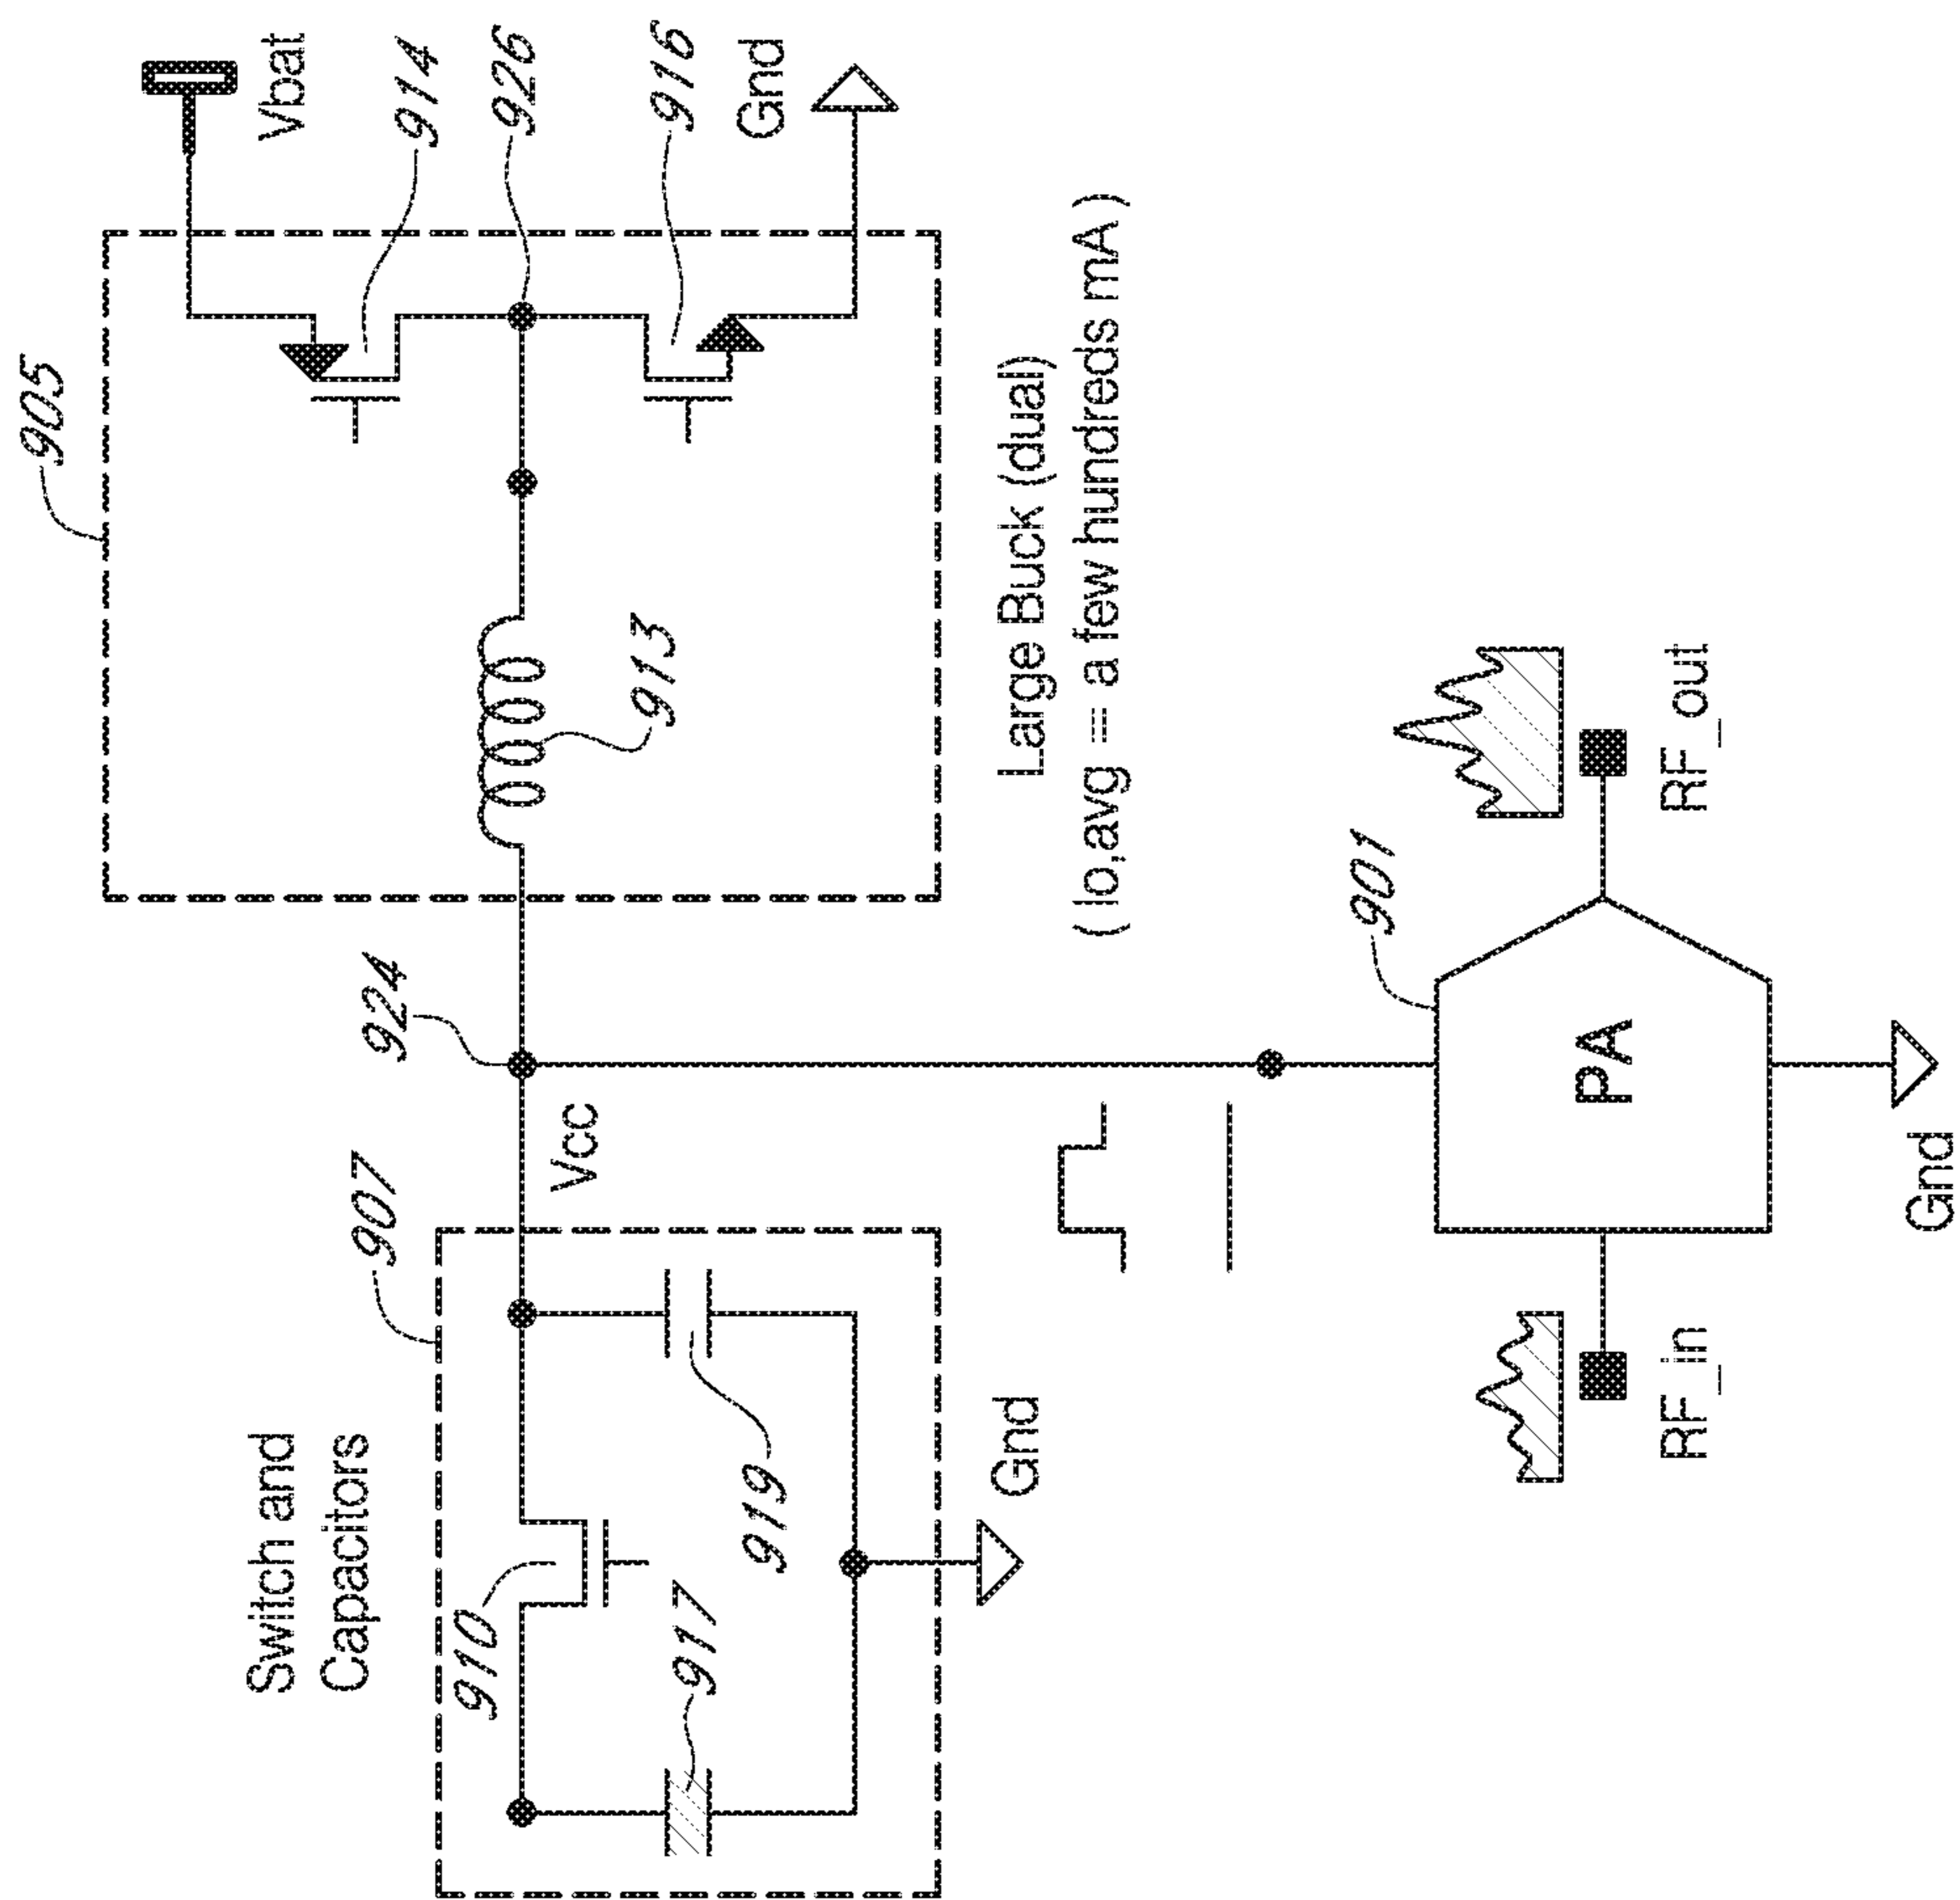 905
Vbat
914
926
916
Gnd
913
Large Buck (dual)
( Io,avg = a few hundreds mA )
924
Vcc
907
Switch and
Capacitors
910
917
919
Gnd
901
PA
RF_in
RF_out
Gnd